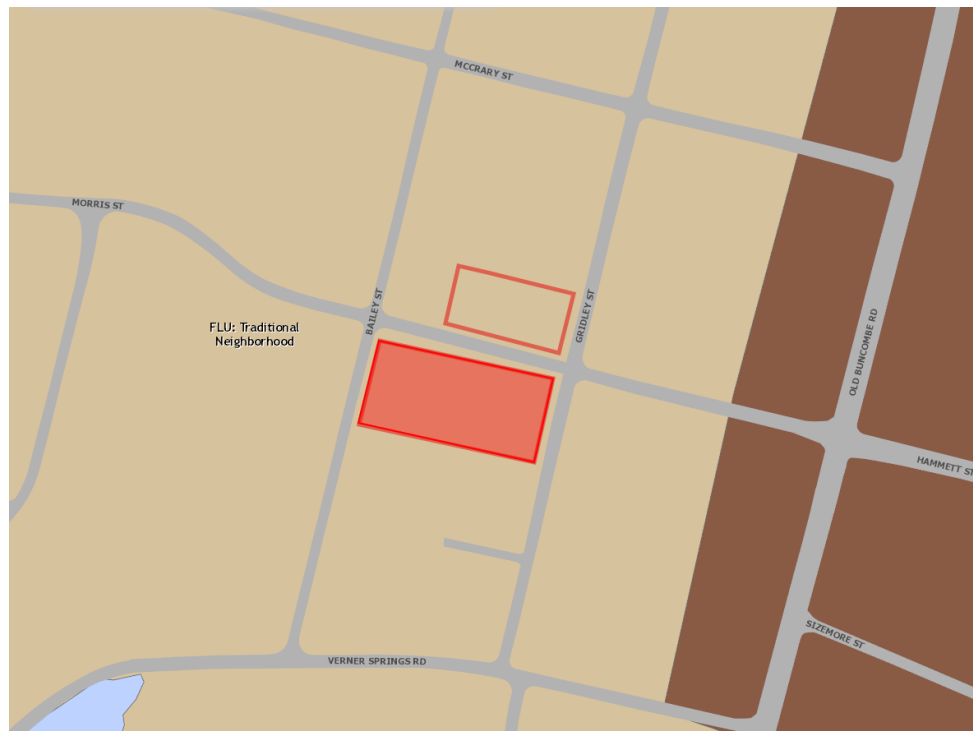 MCCRARY ST
MORRIS ST
BAILEY ST
GRIDLEY ST
FLU: Traditional
Neighborhood
OLD BUNCOMBE RD
HAMMETT ST
SIZEMORE ST
VERNER SPRINGS RD